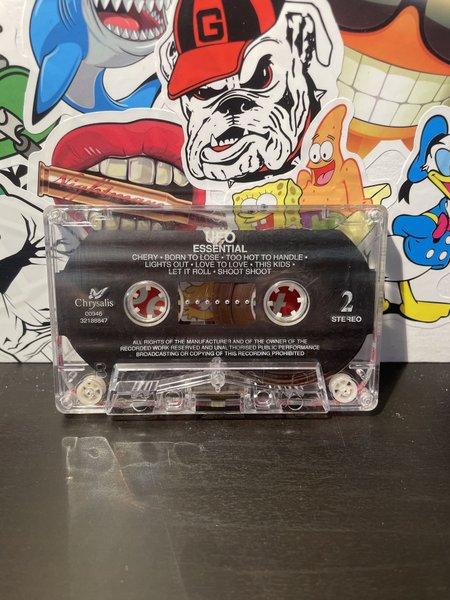 G
Nightmare
UFO
ESSENTIAL
CHERY • BORN TO LOSE • TOO HOT TO HANDLE •
LIGHTS OUT • LOVE TO LOVE • THIS KIDS •
LET IT ROLL • SHOOT SHOOT
Chrysalis
00946
32188847
2
STEREO
ALL RIGHTS OF THE MANUFACTURER AND OF THE OWNER OF THE
RECORDED WORK RESERVED AND UNAUTHORISED PUBLIC PERFORMANCE
BROADCASTING OR COPYING OF THIS RECORDING PROHIBITED